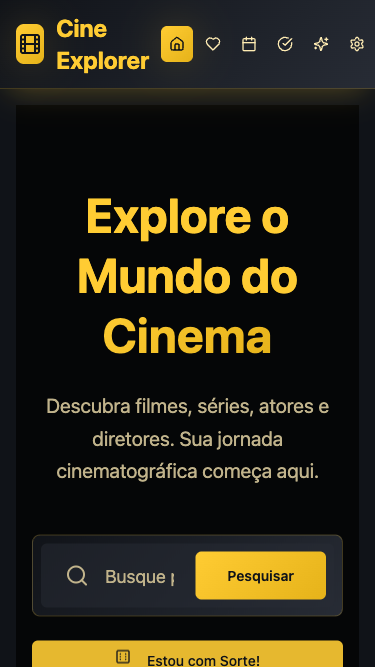 Cine
Explorer
Explore o
Mundo do
Cinema
Descubra filmes, séries, atores e
diretores. Sua jornada
cinematográfica começa aqui.
Busque
Pesquisar
Estou com Sorte!